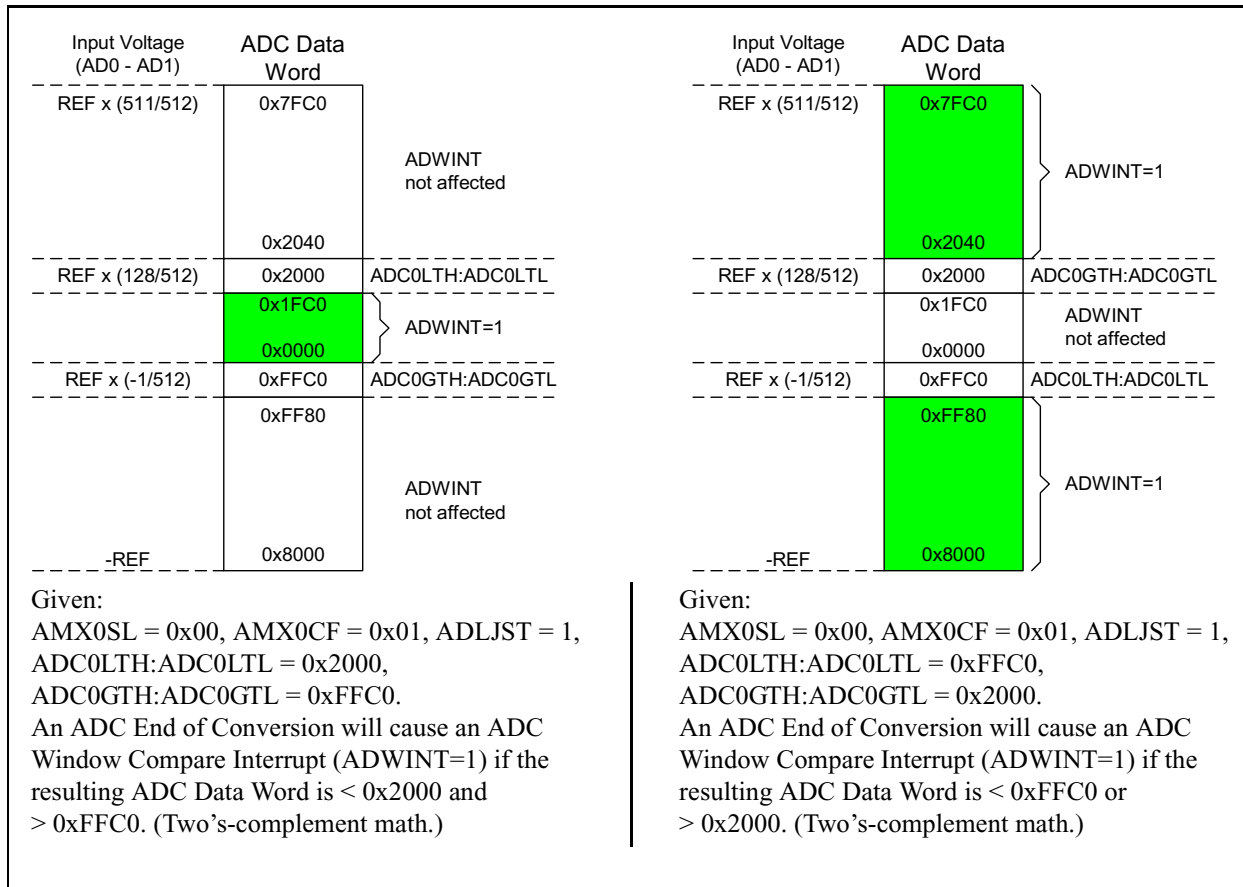 Input Voltage
(AD0 - AD1)
ADC Data
Word
REF x (511/512)
0x7FC0
ADWINT
not affected
0x2040
REF x (128/512)
0x2000
ADC0LTH:ADC0LTL
0x1FC0
ADWINT=1
0x0000
REF x (-1/512)
0xFFC0
ADC0GTH:ADC0GTL
0xFF80
ADWINT
not affected
-REF
0x8000
Given:
AMX0SL = 0x00, AMX0CF = 0x01, ADLJST = 1,
ADC0LTH:ADC0LTL = 0x2000,
ADC0GTH:ADC0GTL = 0xFFC0.
An ADC End of Conversion will cause an ADC
Window Compare Interrupt (ADWINT=1) if the
resulting ADC Data Word is < 0x2000 and
> 0xFFC0. (Two's-complement math.)
Input Voltage
(AD0 - AD1)
ADC Data
Word
REF x (511/512)
0x7FC0
ADWINT=1
0x2040
REF x (128/512)
0x2000
ADC0GTH:ADC0GTL
0x1FC0
ADWINT
not affected
0x0000
REF x (-1/512)
0xFFC0
ADC0LTH:ADC0LTL
0xFF80
ADWINT=1
-REF
0x8000
Given:
AMX0SL = 0x00, AMX0CF = 0x01, ADLJST = 1,
ADC0LTH:ADC0LTL = 0xFFC0,
ADC0GTH:ADC0GTL = 0x2000.
An ADC End of Conversion will cause an ADC
Window Compare Interrupt (ADWINT=1) if the
resulting ADC Data Word is < 0xFFC0 or
> 0x2000. (Two's-complement math.)